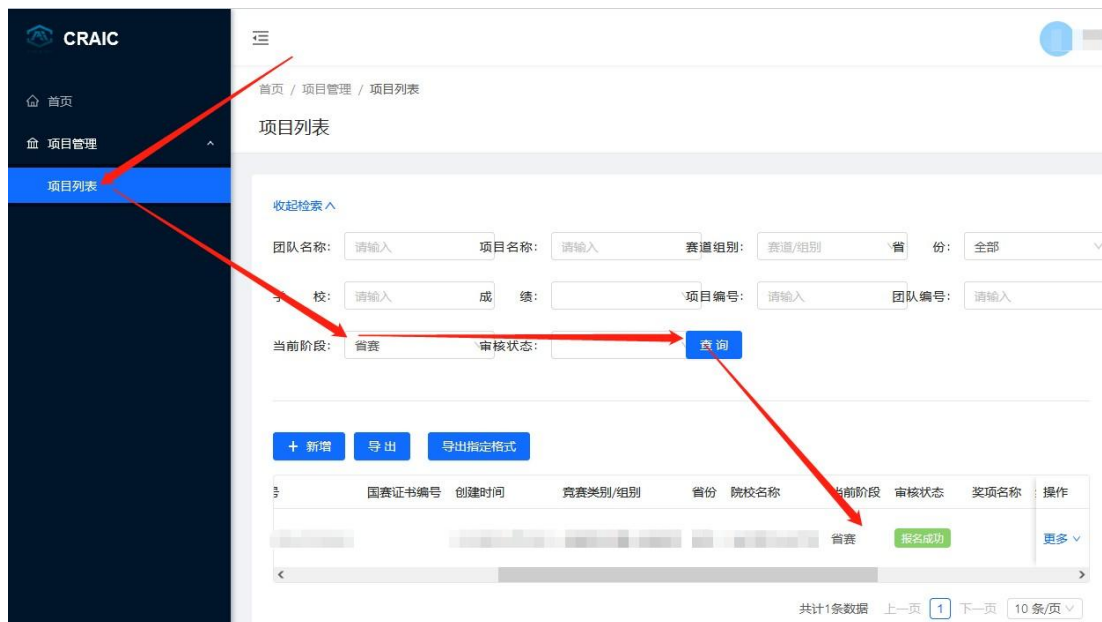 CRAIC
首页
项目管理
项目列表
首页 / 项目管理 / 项目列表
项目列表
收起检索
团队名称: 请输入 项目名称: 请输入 赛道组别: 赛道/组别 省 份: 全部
校: 请输入 成 绩: 项目编号: 请输入 团队编号: 请输入
当前阶段: 省赛 审核状态: 查 询
+ 新增 导 出 导出指定格式
号 国赛证书编号 创建时间 竞赛类别/组别 省份 院校名称 当前阶段 审核状态 奖项名称 操作
省赛 报名成功 更多
共计1条数据 上一页 1 下一页 10 条/页